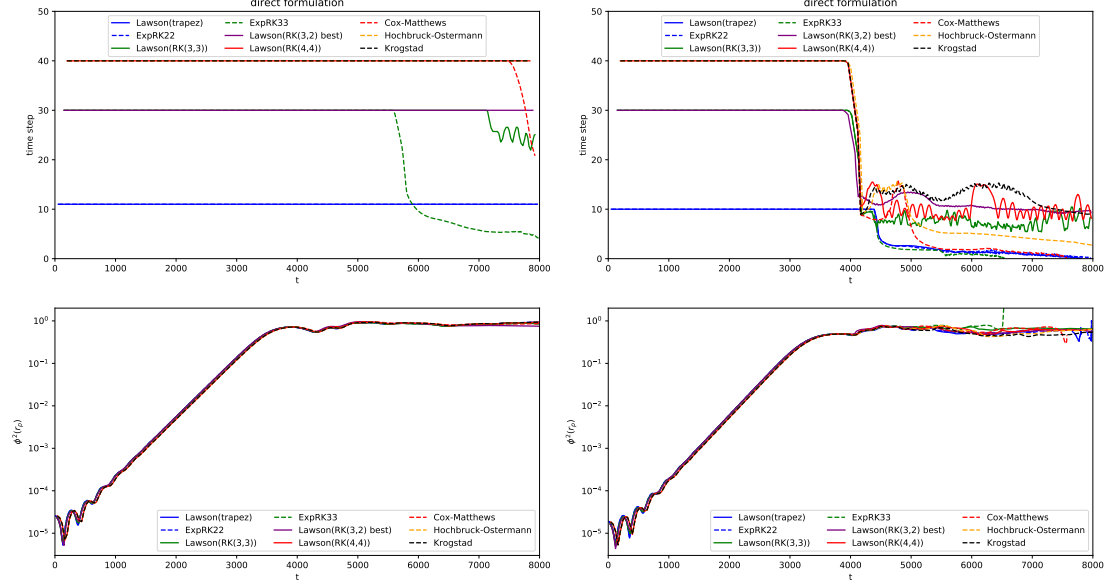 direct formulation
50
40
30
20
10
0
time step
Lawson(trapez)
ExpRK22
Lawson(RK(3,3))
ExpRK33
Lawson(RK(3,2) best)
Lawson(RK(4,4))
Cox-Matthews
Hochbruck-Ostermann
Krogstad
0 1000 2000 3000 4000 5000 6000 7000 8000
t
direct formulation
50
40
30
20
10
0
time step
Lawson(trapez)
ExpRK22
Lawson(RK(3,3))
ExpRK33
Lawson(RK(3,2) best)
Lawson(RK(4,4))
Cox-Matthews
Hochbruck-Ostermann
Krogstad
0 1000 2000 3000 4000 5000 6000 7000 8000
t
10⁰
10⁻¹
10⁻²
10⁻³
10⁻⁴
10⁻⁵
ϕ²(rₚ)
Lawson(trapez)
ExpRK22
Lawson(RK(3,3))
ExpRK33
Lawson(RK(3,2) best)
Lawson(RK(4,4))
Cox-Matthews
Hochbruck-Ostermann
Krogstad
0 1000 2000 3000 4000 5000 6000 7000 8000
t
10⁰
10⁻¹
10⁻²
10⁻³
10⁻⁴
10⁻⁵
ϕ²(rₚ)
Lawson(trapez)
ExpRK22
Lawson(RK(3,3))
ExpRK33
Lawson(RK(3,2) best)
Lawson(RK(4,4))
Cox-Matthews
Hochbruck-Ostermann
Krogstad
0 1000 2000 3000 4000 5000 6000 7000 8000
t